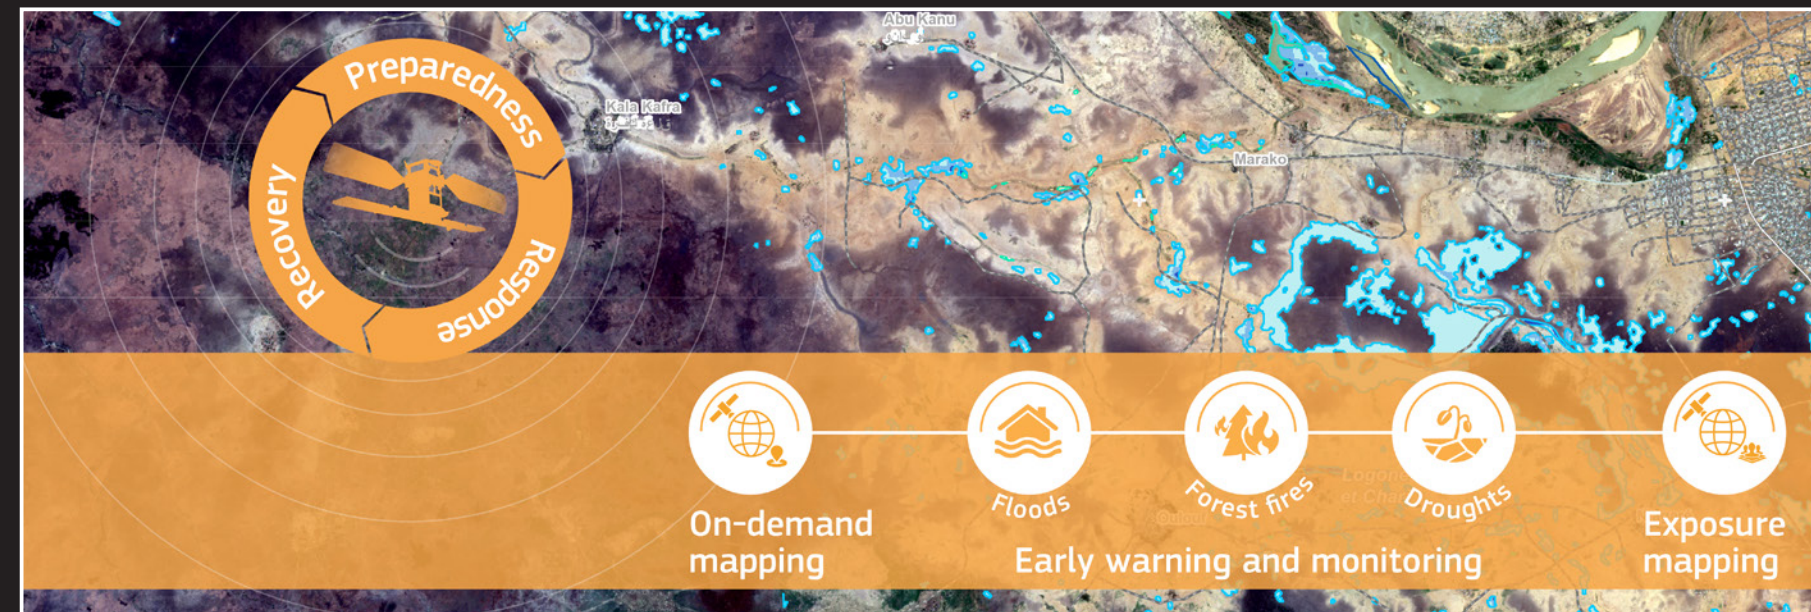 Abu Kanu
Kala Kafra
Marako
Preparedness
Response
Recovery
Floods
Forest fires
Droughts
On-demand
mapping
Early warning and monitoring
Exposure
mapping